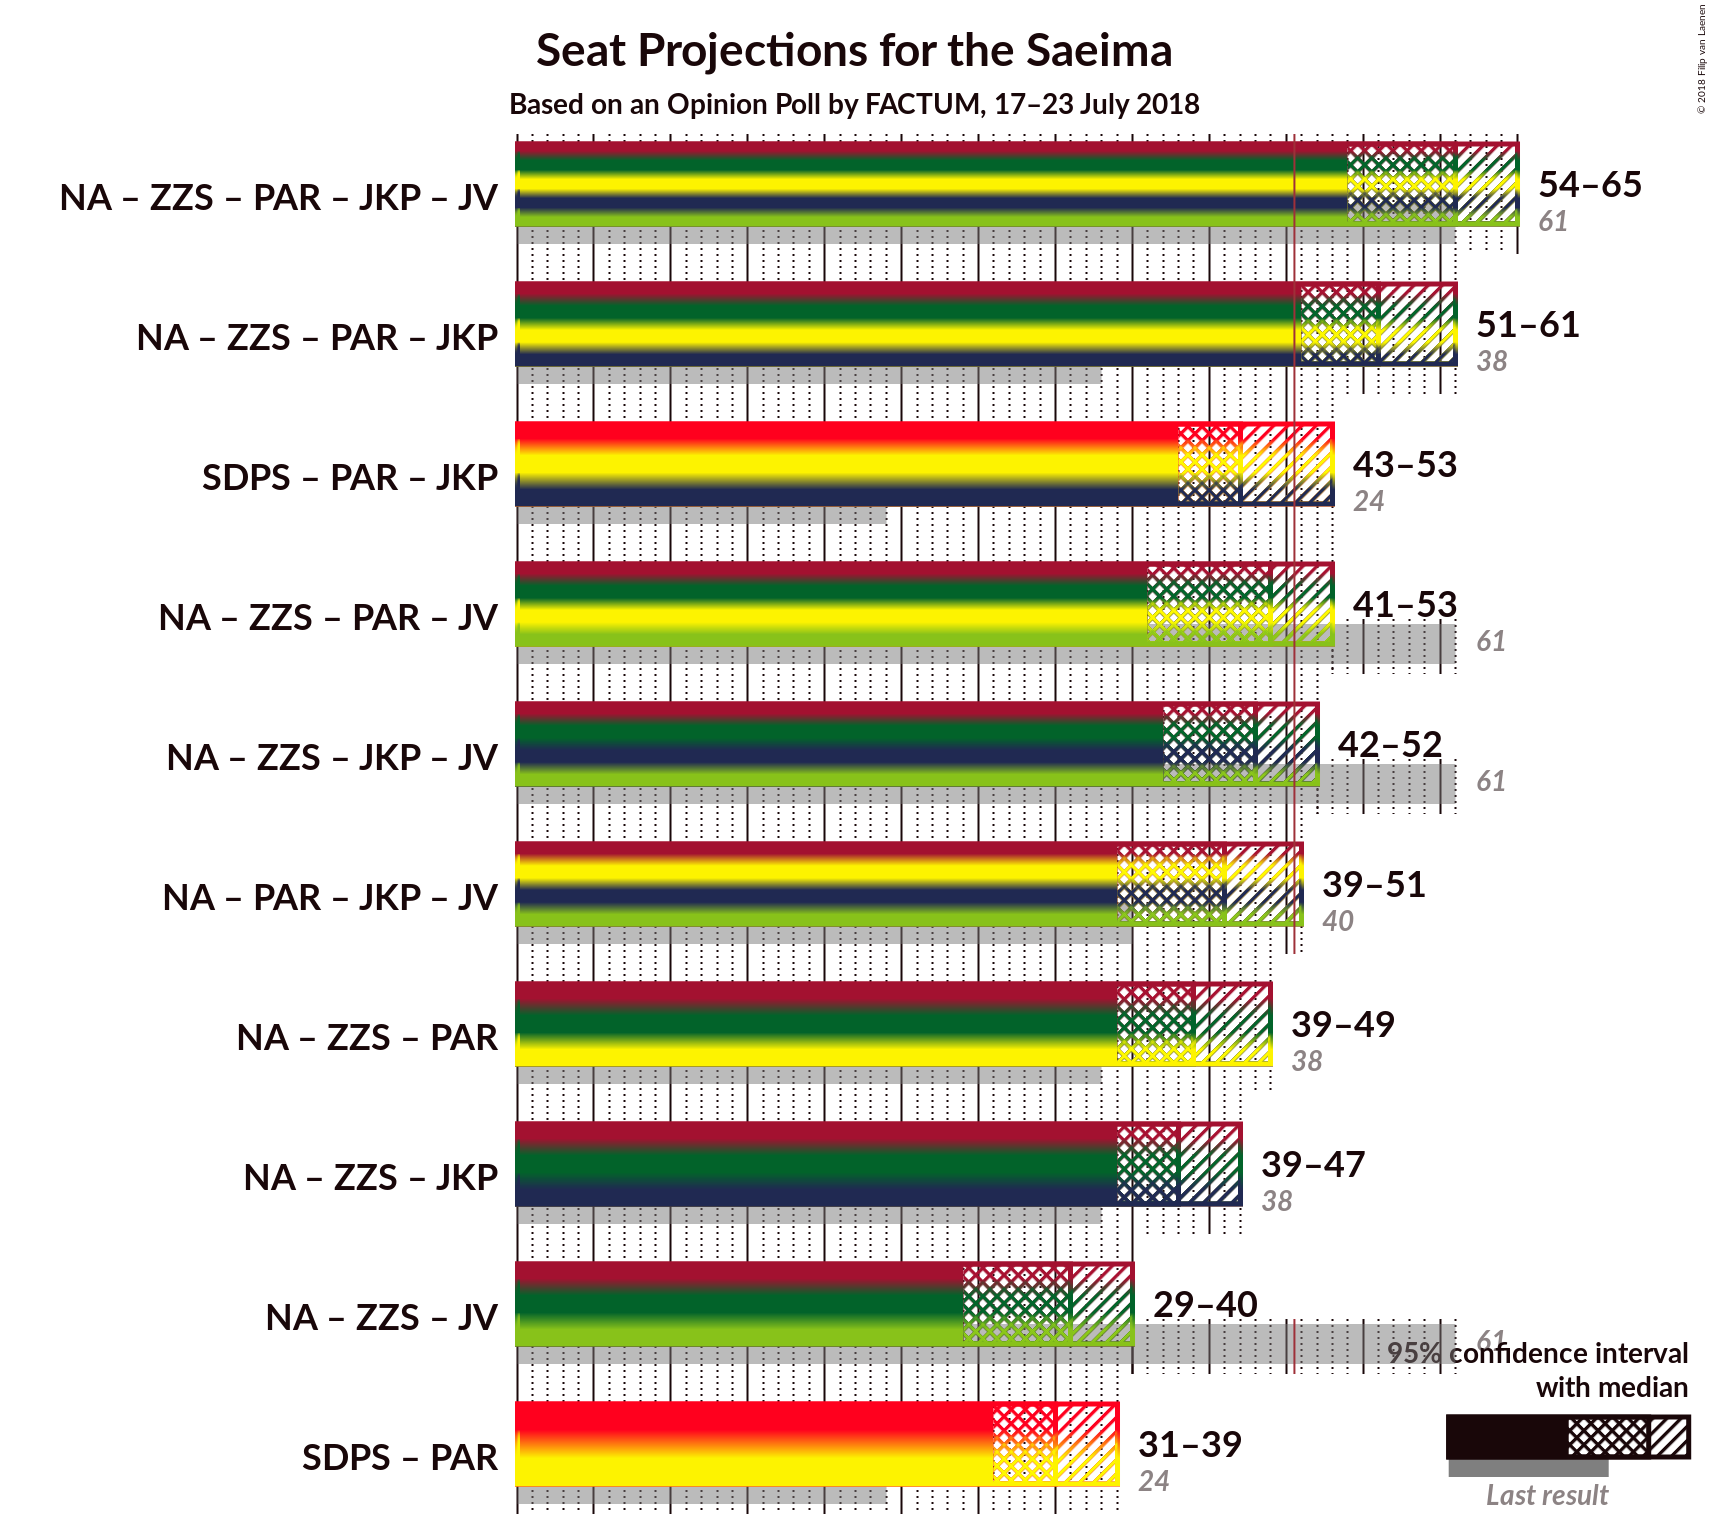 Seat Projections for the Saeima
Based on an Opinion Poll by FACTUM, 17–23 July 2018
© 2018 Filip van Laenen
NA – ZZS – PAR – JKP – JV
54–65
61
NA – ZZS – PAR – JKP
51–61
38
SDPS – PAR – JKP
43–53
24
NA – ZZS – PAR – JV
41–53
61
NA – ZZS – JKP – JV
42–52
61
NA – PAR – JKP – JV
39–51
40
NA – ZZS – PAR
39–49
38
NA – ZZS – JKP
39–47
38
NA – ZZS – JV
29–40
61
SDPS – PAR
31–39
24
95% confidence interval
with median
Last result